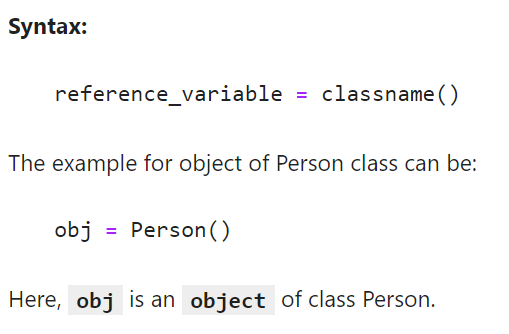 Syntax:
reference_variable = classname()
The example for object of Person class can be:
obj = Person()
Here, obj is an object of class Person.